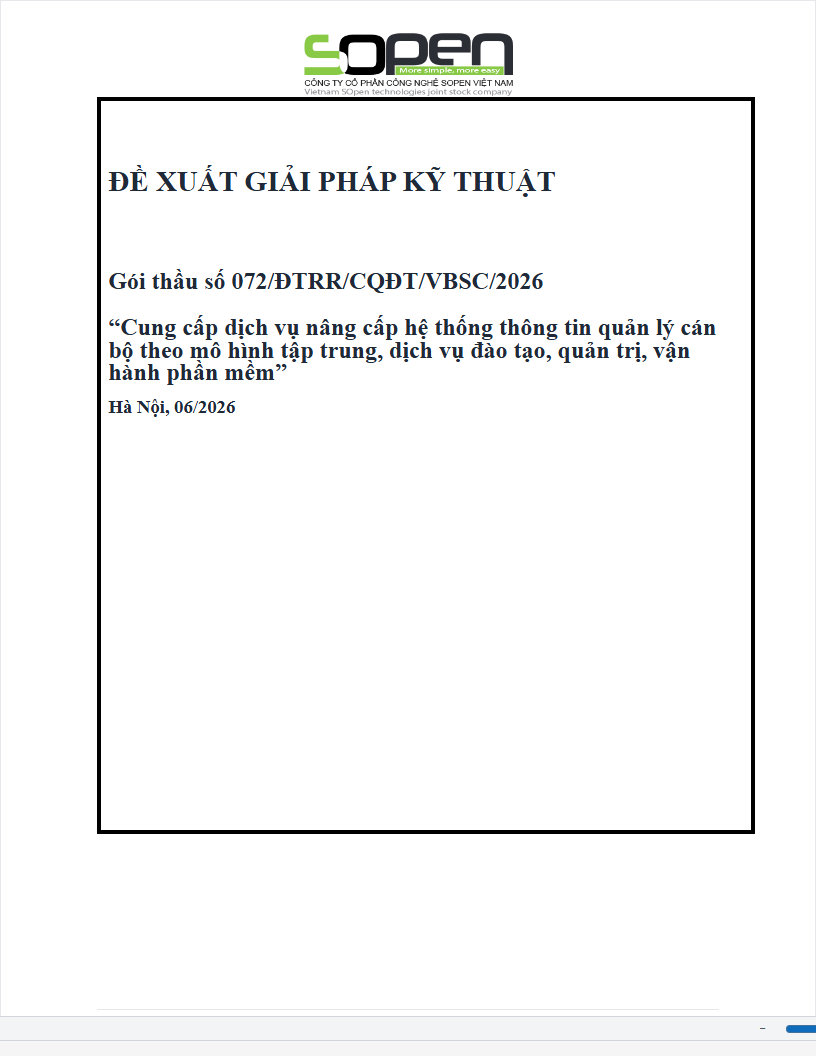 sopen
More simple, more easy
CÔNG TY CỔ PHẦN CÔNG NGHỆ SOPEN VIỆT NAM
Vietnam SOpen technologies joint stock company
ĐỀ XUẤT GIẢI PHÁP KỸ THUẬT
Gói thầu số 072/ĐTRR/CQĐT/VBSC/2026
“Cung cấp dịch vụ nâng cấp hệ thống thông tin quản lý cán
bộ theo mô hình tập trung, dịch vụ đào tạo, quản trị, vận
hành phần mềm”
Hà Nội, 06/2026